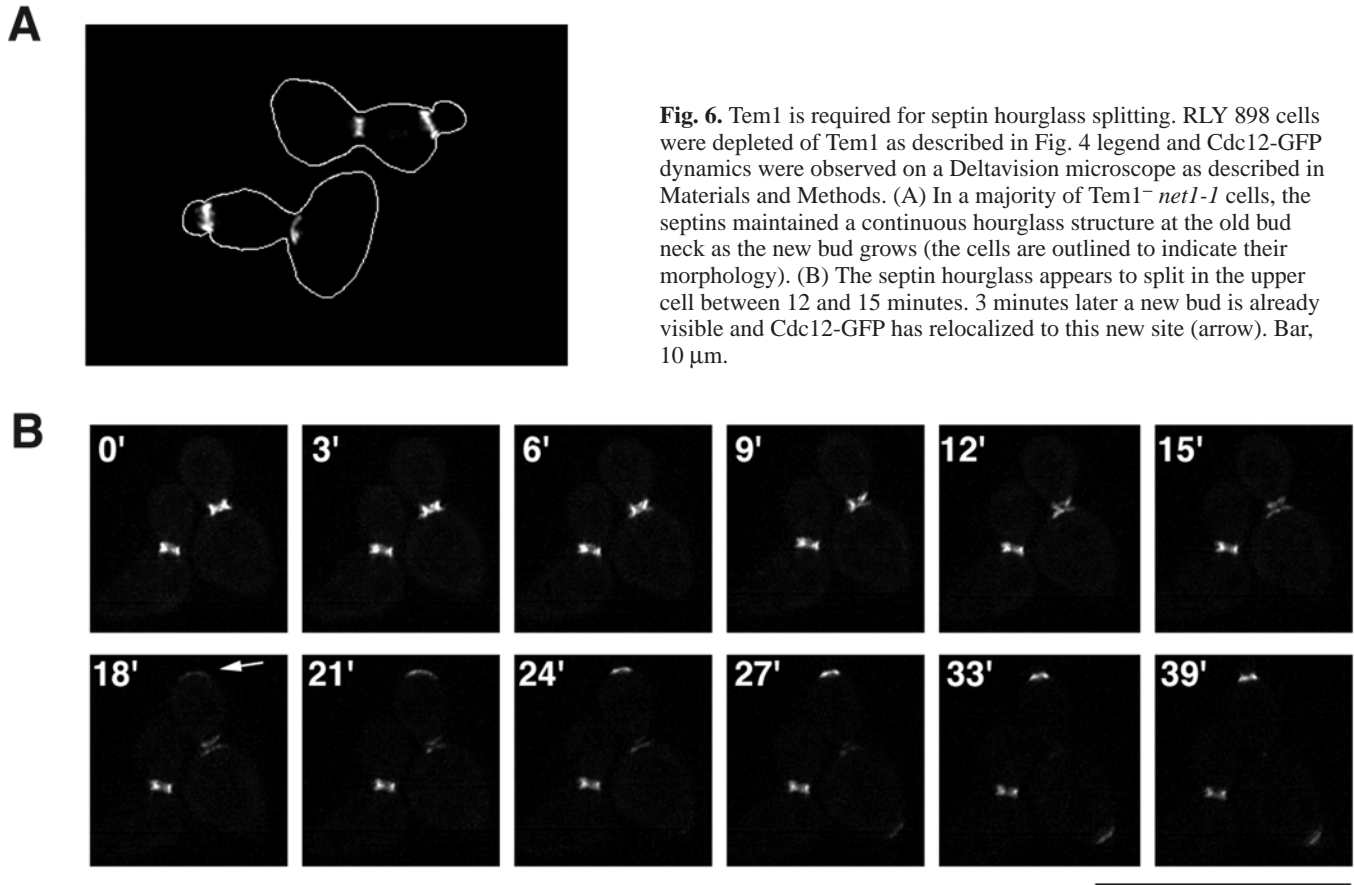 A
Fig. 6. Tem1 is required for septin hourglass splitting. RLY 898 cells
were depleted of Tem1 as described in Fig. 4 legend and Cdc12-GFP
dynamics were observed on a Deltavision microscope as described in
Materials and Methods. (A) In a majority of Tem1⁻ net1-1 cells, the
septins maintained a continuous hourglass structure at the old bud
neck as the new bud grows (the cells are outlined to indicate their
morphology). (B) The septin hourglass appears to split in the upper
cell between 12 and 15 minutes. 3 minutes later a new bud is already
visible and Cdc12-GFP has relocalized to this new site (arrow). Bar,
10 μm.
B
0' 3' 6' 9' 12' 15'
18' 21' 24' 27' 33' 39'